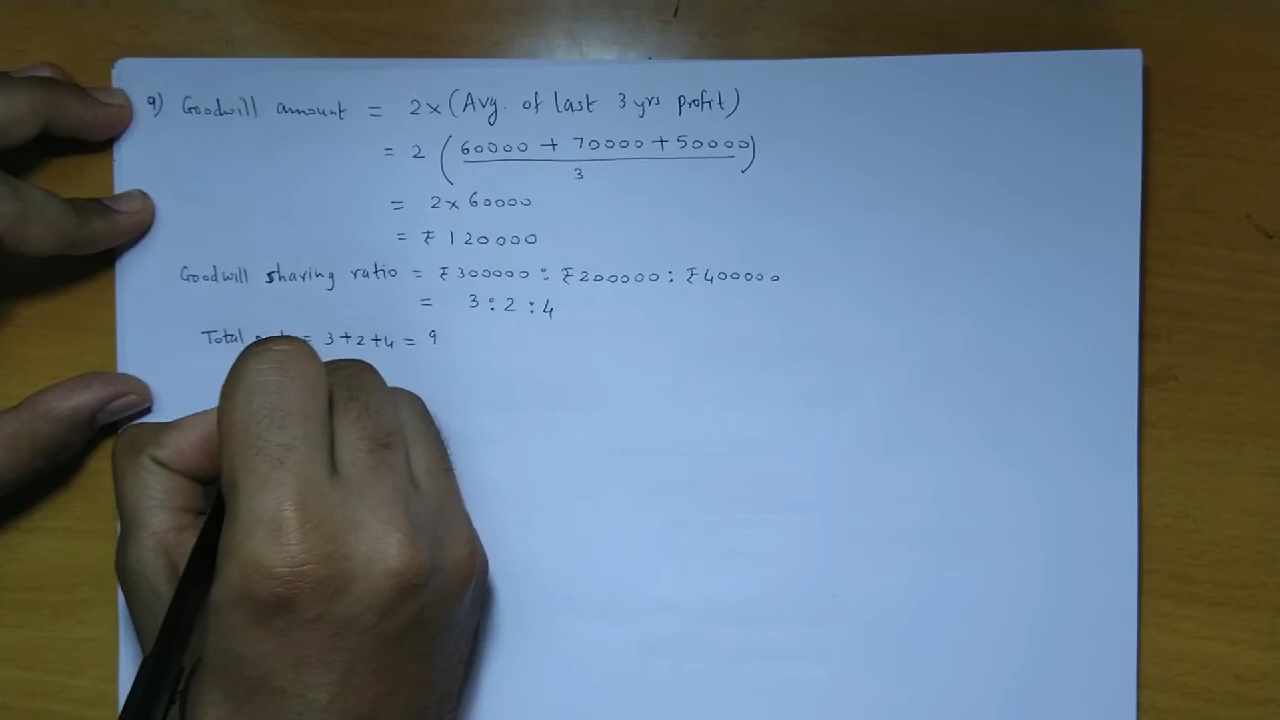 9) Goodwill amount = 2×(Avg. of last 3 yrs profit)
= 2 (60000 + 70000 + 50000 / 3)
= 2×60000
= ₹120000
Goodwill sharing ratio = ₹300000 : ₹200000 : ₹400000
= 3:2:4
Total = 3+2+4 = 9